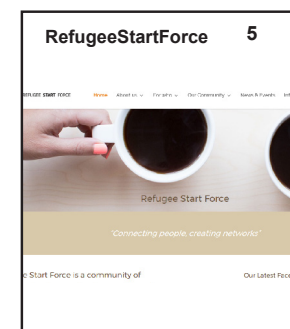 RefugeeStartForce 5
REFUGEE START FORCE Home About Us For Info Our Community News & Events
Refugee Start Force
"Connecting people, creating networks"
e Start Force is a community of
Our Latest Face